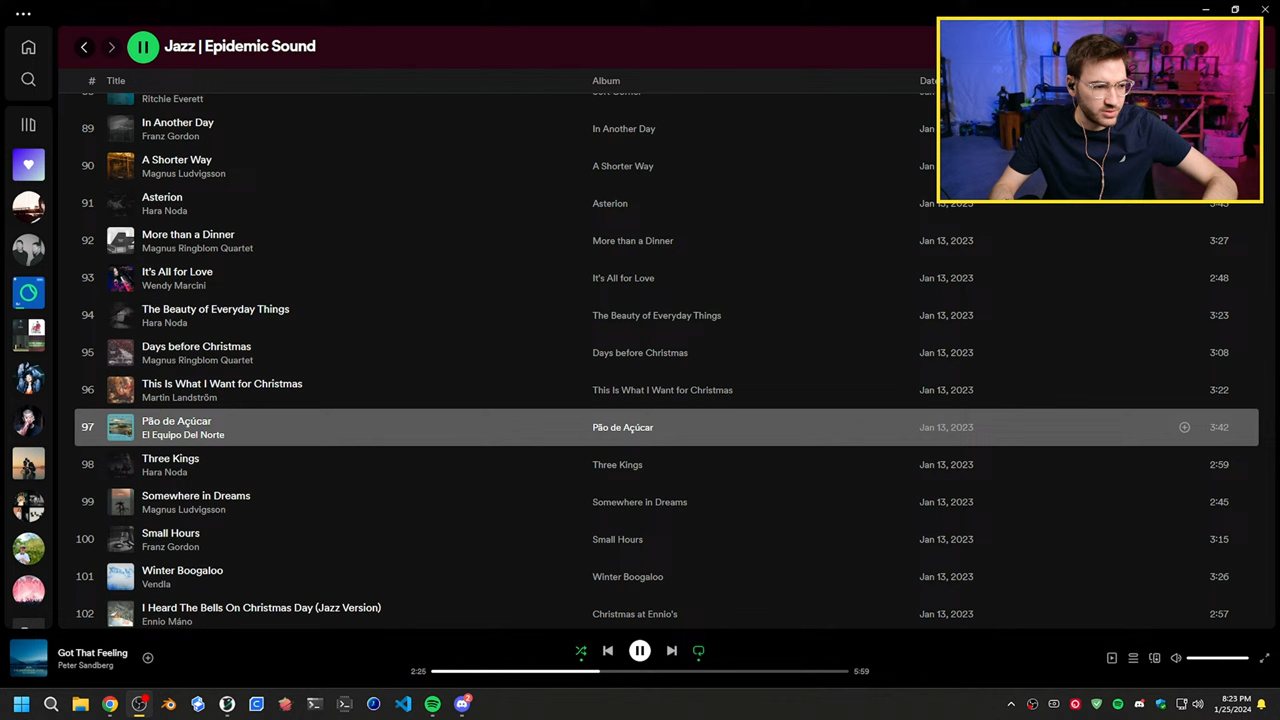 Jazz | Epidemic Sound
# Title Album
Ritchie Everett
89 In Another Day In Another Day
Franz Gordon
90 A Shorter Way A Shorter Way
Magnus Ludvigsson
91 Asterion Asterion
Hara Noda
92 More than a Dinner More than a Dinner Jan 13, 2023 3:27
Magnus Ringblom Quartet
93 It's All for Love It's All for Love Jan 13, 2023 2:48
Wendy Marcini
94 The Beauty of Everyday Things The Beauty of Everyday Things Jan 13, 2023 3:23
Hara Noda
95 Days before Christmas Days before Christmas Jan 13, 2023 3:08
Magnus Ringblom Quartet
96 This Is What I Want for Christmas This Is What I Want for Christmas Jan 13, 2023 3:22
Martin Landström
97 Pão de Açúcar Pão de Açúcar Jan 13, 2023 3:42
El Equipo Del Norte
98 Three Kings Three Kings Jan 13, 2023 2:59
Hara Noda
99 Somewhere in Dreams Somewhere in Dreams Jan 13, 2023 2:45
Magnus Ludvigsson
100 Small Hours Small Hours Jan 13, 2023 3:15
Franz Gordon
101 Winter Boogaloo Winter Boogaloo Jan 13, 2023 3:26
Vendla
102 I Heard The Bells On Christmas Day (Jazz Version) Christmas at Ennio's Jan 13, 2023 2:57
Ennio Máno
Got That Feeling
Peter Sandberg
2:25 5:59
8:23 PM
1/25/2024